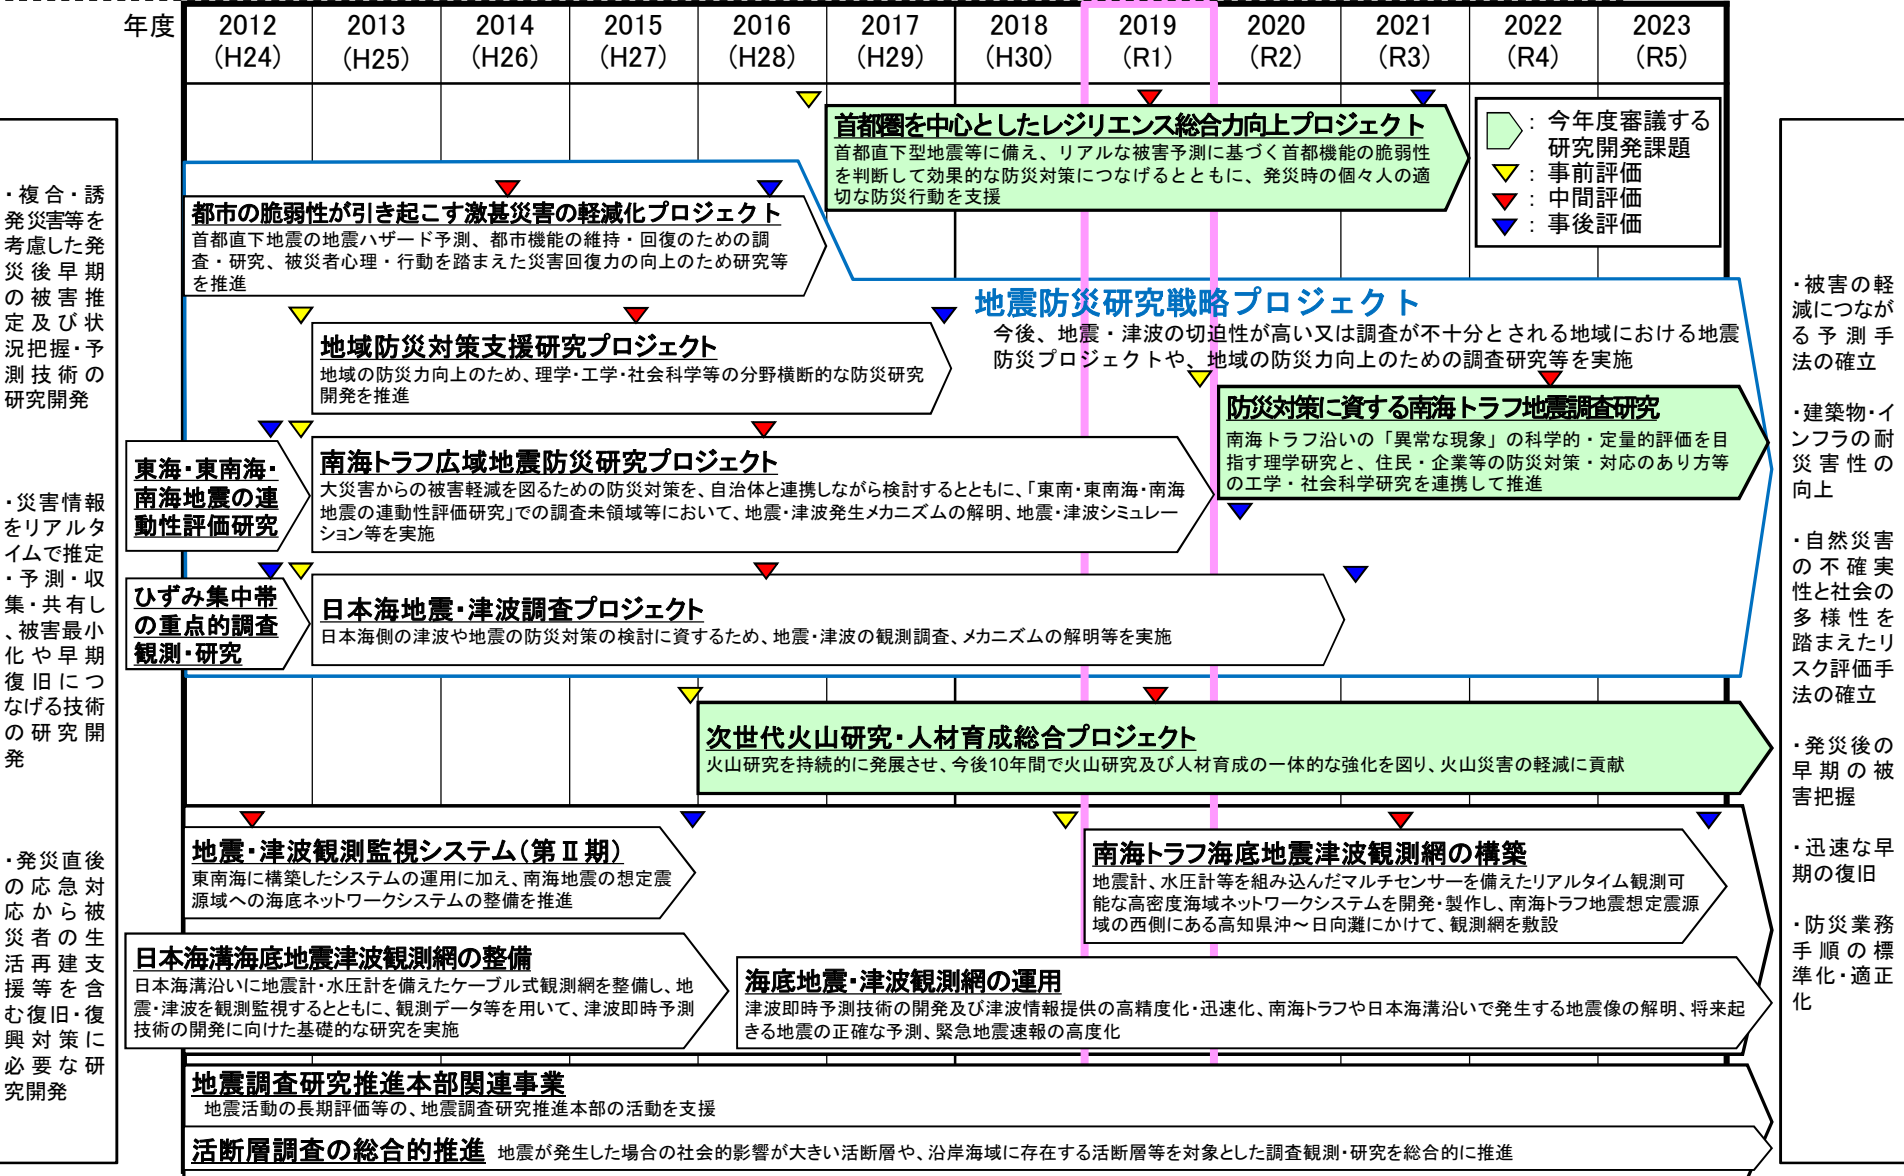 年度
2012
(H24)
2013
(H25)
2014
(H26)
2015
(H27)
2016
(H28)
2017
(H29)
2018
(H30)
2019
(R1)
2020
(R2)
2021
(R3)
2022
(R4)
2023
(R5)
・複合・誘
発災害等を
考慮した発
災後早期
の被害推
定及び状
況把握・予
測技術の
研究開発
・災害情報
をリアルタ
イムで推定
・予測・収
集・共有し
、被害最小
化や早期
復旧につ
なげる技術
の研究開
発
・発災直後
の応急対
応から被
災者の生
活再建支
援等を含
む復旧・復
興対策に
必要な研
究開発
首都圏を中心としたレジリエンス総合力向上プロジェクト
首都直下型地震等に備え、リアルな被害予測に基づく首都機能の脆弱性
を判断して効果的な防災対策につなげるとともに、発災時の個々人の適
切な防災行動を支援
:今年度審議する
研究開発課題
:事前評価
:中間評価
:事後評価
都市の脆弱性が引き起こす激甚災害の軽減化プロジェクト
首都直下地震の地震ハザード予測、都市機能の維持・回復のための調
査・研究、被災者心理・行動を踏まえた災害回復力の向上のため研究等
を推進
地震防災研究戦略プロジェクト
今後、地震・津波の切迫性が高い又は調査が不十分とされる地域における地震
防災プロジェクトや、地域の防災力向上のための調査研究等を実施
地域防災対策支援研究プロジェクト
地域の防災力向上のため、理学・工学・社会科学等の分野横断的な防災研究
開発を推進
防災対策に資する南海トラフ地震調査研究
南海トラフ沿いの「異常な現象」の科学的・定量的評価を目
指す理学研究と、住民・企業等の防災対策・対応のあり方等
の工学・社会科学研究を連携して推進
東海・東南海・
南海地震の連
動性評価研究
南海トラフ広域地震防災研究プロジェクト
大災害からの被害軽減を図るための防災対策を、自治体と連携しながら検討するとともに、「東南・東南海・南海
地震の連動性評価研究」での調査未領域等において、地震・津波発生メカニズムの解明、地震・津波シミュレー
ション等を実施
ひずみ集中帯
の重点的調査
観測・研究
日本海地震・津波調査プロジェクト
日本海側の津波や地震の防災対策の検討に資するため、地震・津波の観測調査、メカニズムの解明等を実施
次世代火山研究・人材育成総合プロジェクト
火山研究を持続的に発展させ、今後10年間で火山研究及び人材育成の一体的な強化を図り、火山災害の軽減に貢献
地震・津波観測監視システム(第Ⅱ期)
東南海に構築したシステムの運用に加え、南海地震の想定震
源域への海底ネットワークシステムの整備を推進
南海トラフ海底地震津波観測網の構築
地震計、水圧計等を組み込んだマルチセンサーを備えたリアルタイム観測可
能な高密度海域ネットワークシステムを開発・製作し、南海トラフ地震想定震源
域の西側にある高知県沖~日向灘にかけて、観測網を敷設
日本海溝海底地震津波観測網の整備
日本海溝沿いに地震計・水圧計を備えたケーブル式観測網を整備し、地
震・津波を観測監視するとともに、観測データ等を用いて、津波即時予測
技術の開発に向けた基礎的な研究を実施
海底地震・津波観測網の運用
津波即時予測技術の開発及び津波情報提供の高精度化・迅速化、南海トラフや日本海溝沿いで発生する地震像の解明、将来起
きる地震の正確な予測、緊急地震速報の高度化
地震調査研究推進本部関連事業
地震活動の長期評価等の、地震調査研究推進本部の活動を支援
活断層調査の総合的推進 地震が発生した場合の社会的影響が大きい活断層や、沿岸海域に存在する活断層等を対象とした調査観測・研究を総合的に推進
・被害の軽
減につなが
る予測手
法の確立
・建築物・イ
ンフラの耐
災害性の
向上
・自然災害
の不確実
性と社会の
多様性を
踏まえたリ
スク評価手
法の確立
・発災後の
早期の被
害把握
・迅速な早
期の復旧
・防災業務
手順の標
準化・適正
化